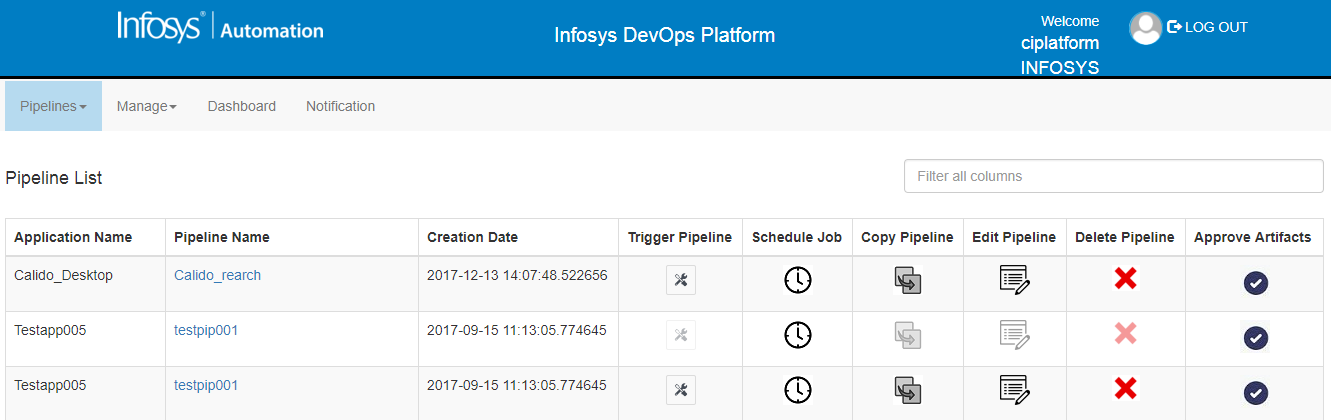 Infosys® | Automation
Infosys DevOps Platform
Welcome
ciplatform
INFOSYS
LOG OUT
Pipelines Manage Dashboard Notification
Pipeline List
Filter all columns
Application Name Pipeline Name Creation Date Trigger Pipeline Schedule Job Copy Pipeline Edit Pipeline Delete Pipeline Approve Artifacts
Calido_Desktop Calido_rearch 2017-12-13 14:07:48.522656
Testapp005 testpip001 2017-09-15 11:13:05.774645
Testapp005 testpip001 2017-09-15 11:13:05.774645